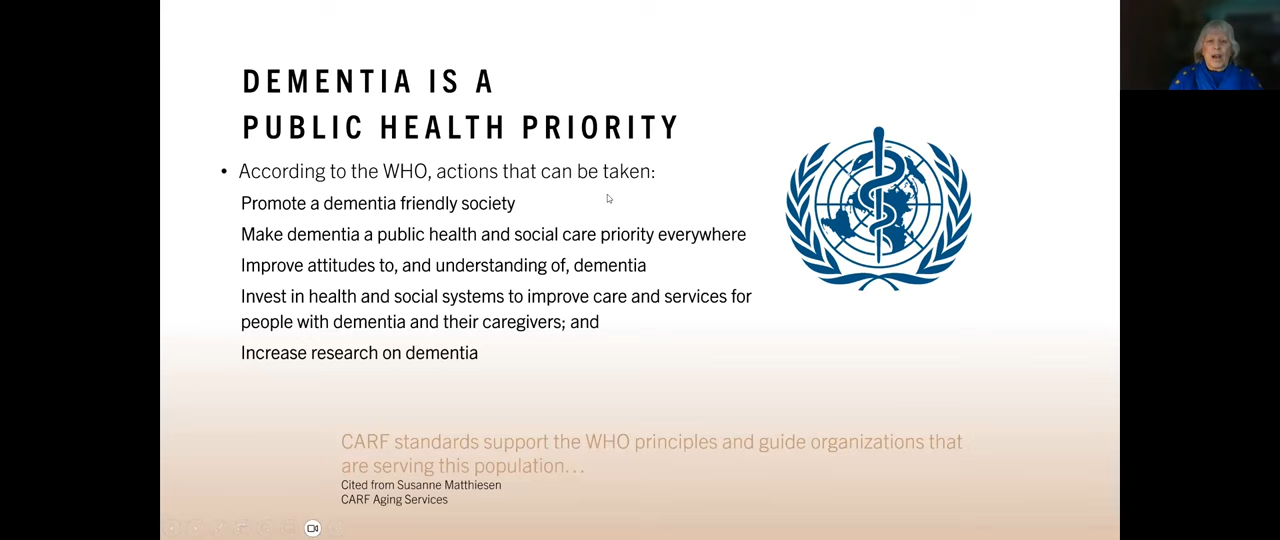 DEMENTIA IS A
PUBLIC HEALTH PRIORITY
• According to the WHO, actions that can be taken:
Promote a dementia friendly society
Make dementia a public health and social care priority everywhere
Improve attitudes to, and understanding of, dementia
Invest in health and social systems to improve care and services for
people with dementia and their caregivers; and
Increase research on dementia
CARF standards support the WHO principles and guide organizations that
are serving this population…
Cited from Susanne Matthiesen
CARF Aging Services